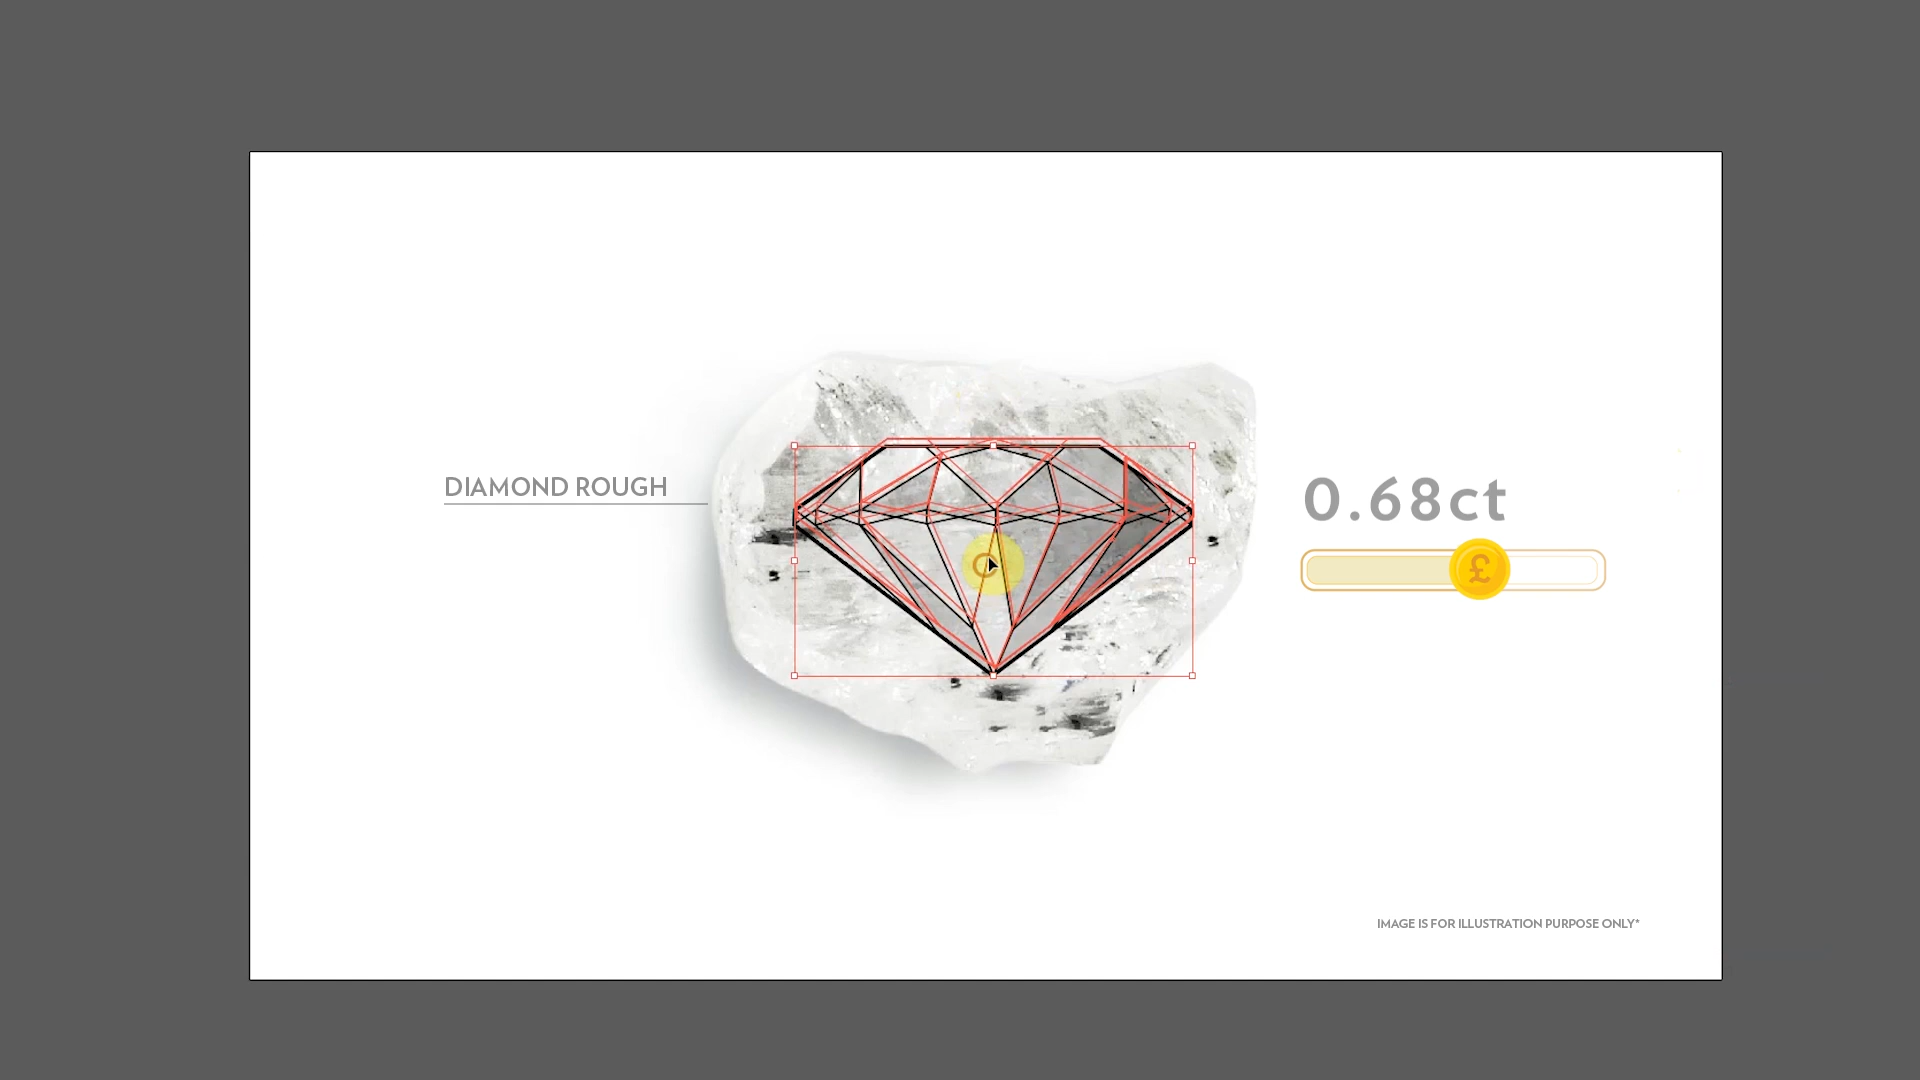 DIAMOND ROUGH
0.68ct
£
IMAGE IS FOR ILLUSTRATION PURPOSE ONLY*